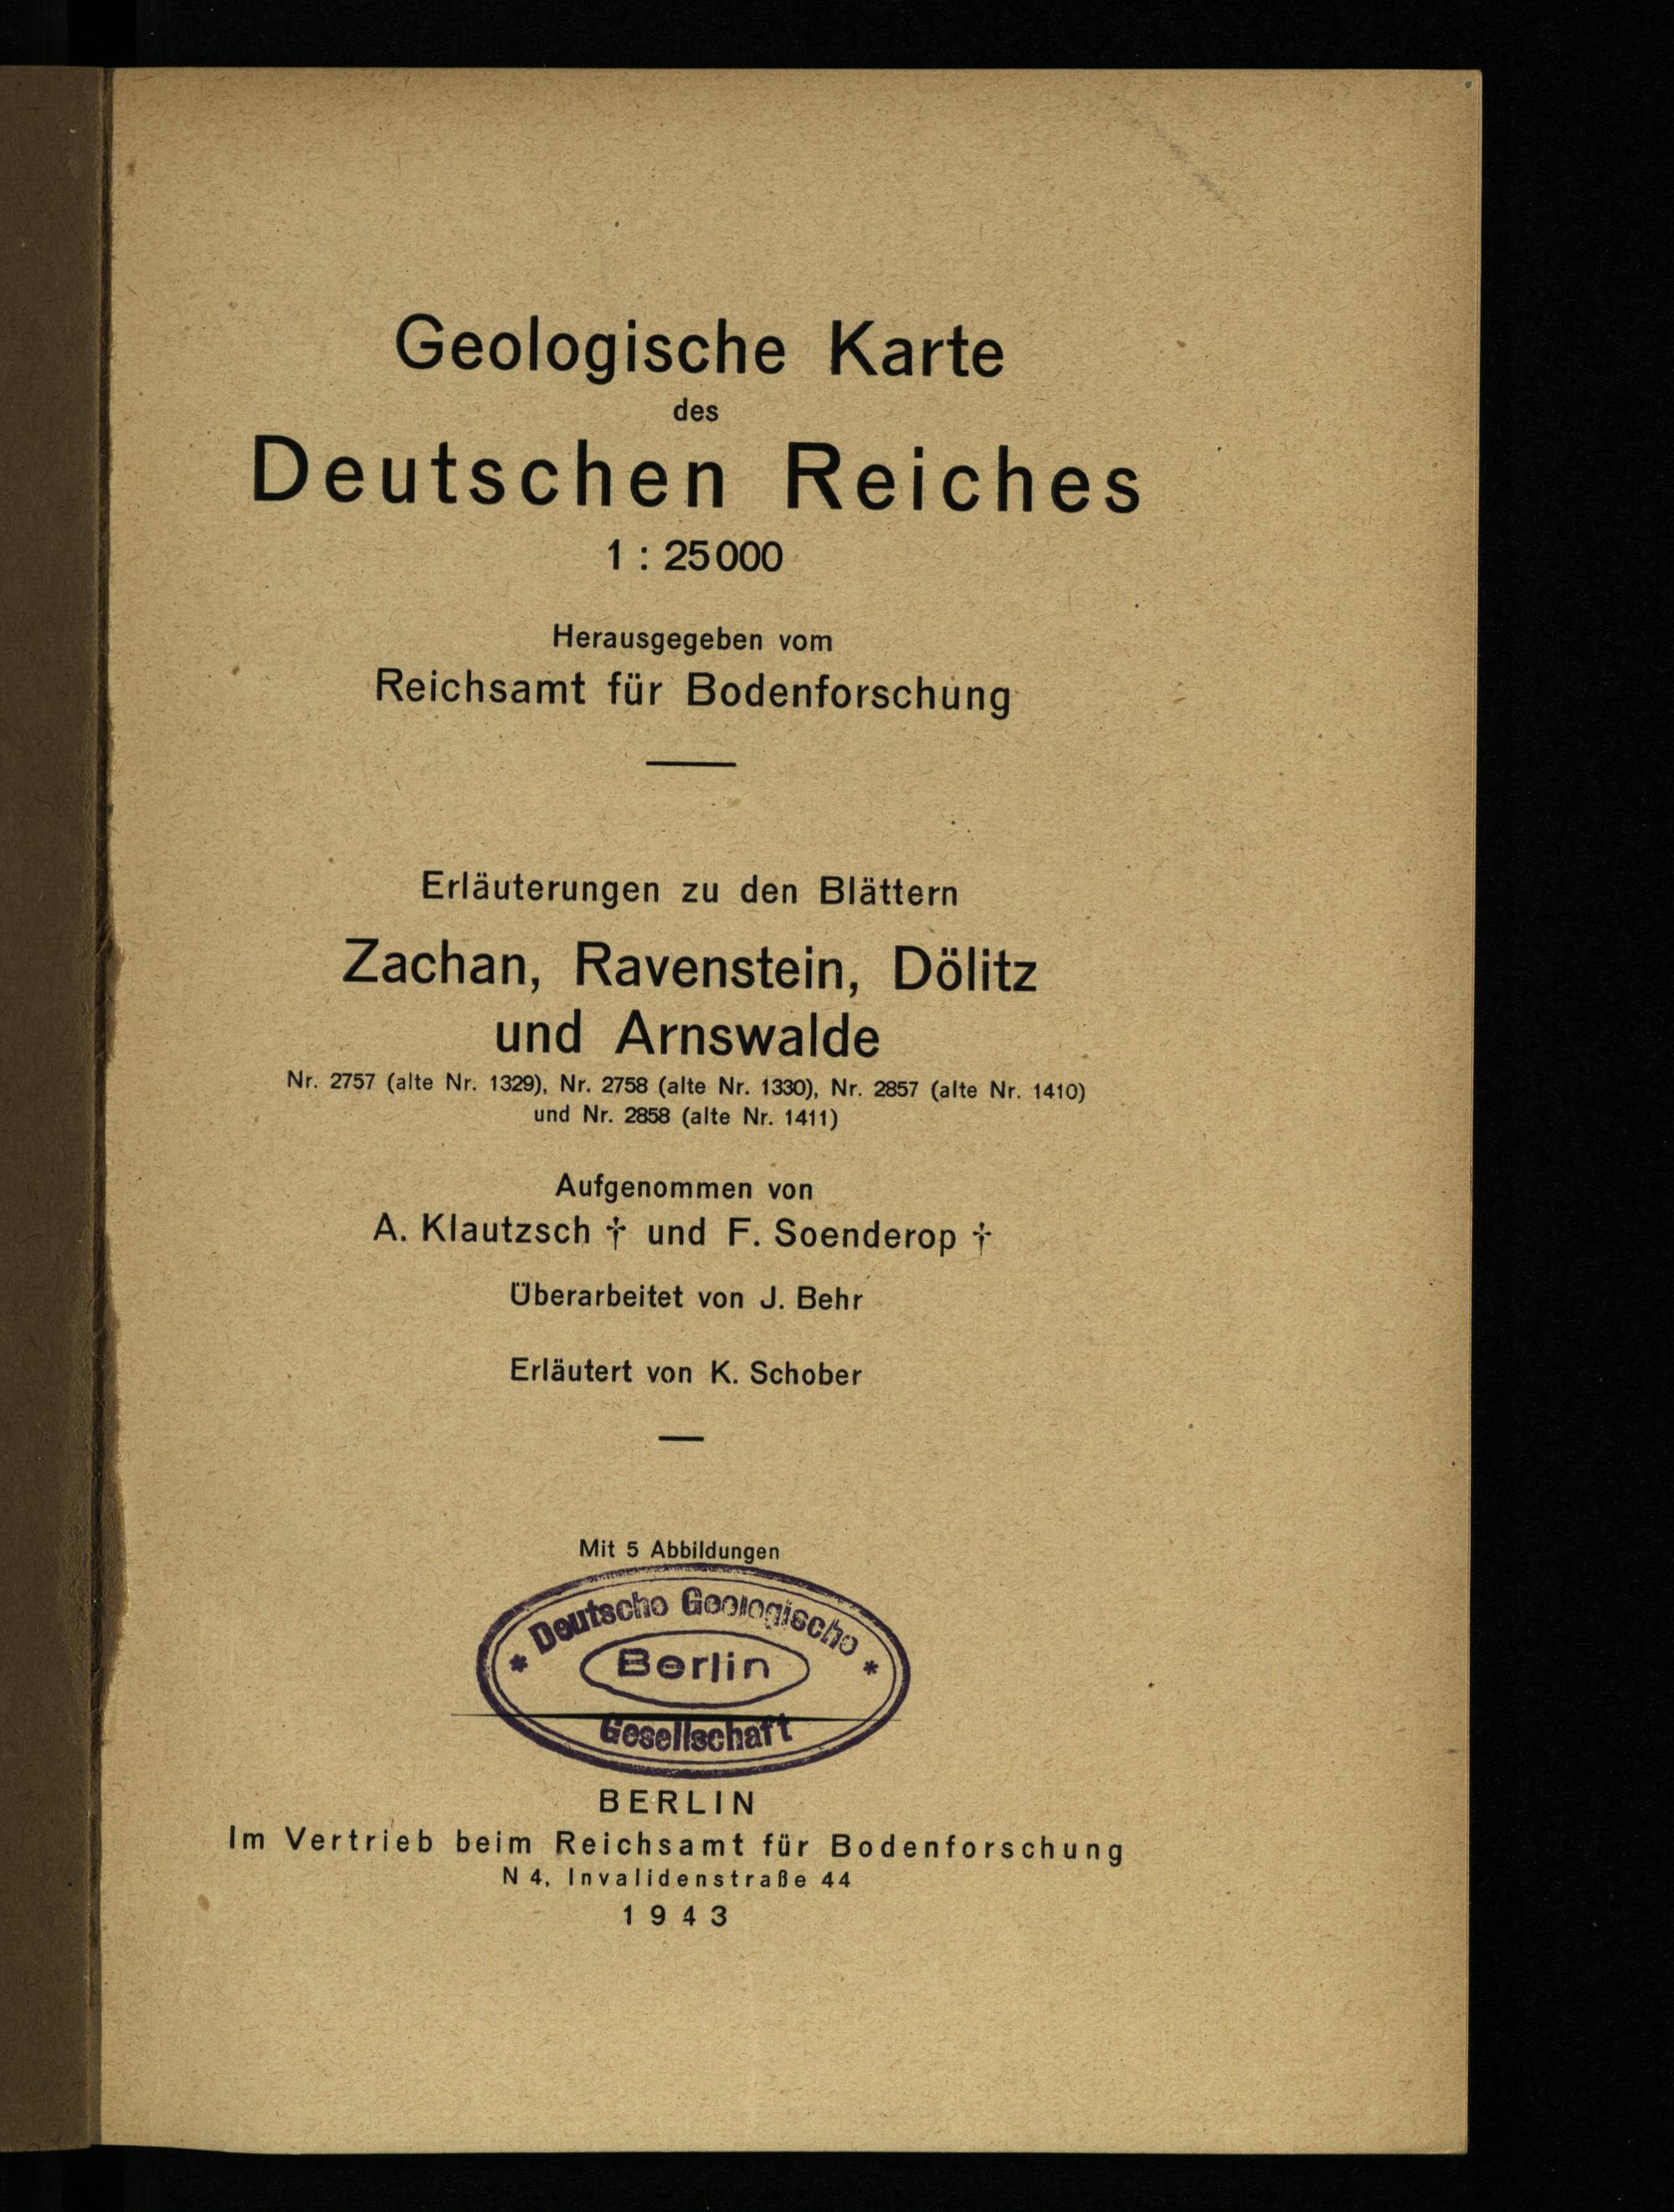 Geologische Karte
des
Deutschen Reiches
1 : 25000
Herausgegeben vom
Reichsamt für Bodenforschung
Erläuterungen zu den Blättern
Zachan, Ravenstein, Dölitz
und Arnswalde
Nr. 2757 (alte Nr. 1329), Nr. 2758 (alte Nr. 1330), Nr. 2857 (alte Nr. 1410)
und Nr. 2858 (alte Nr. 1411)
Aufgenommen von
A. Klautzsch † und F. Soenderop †
Überarbeitet von J. Behr
Erläutert von K. Schober
Mit 5 Abbildungen
* Deutsche Geologische *
Berlin
Gesellschaft
BERLIN
Im Vertrieb beim Reichsamt für Bodenforschung
N 4, Invalidenstraße 44
1943